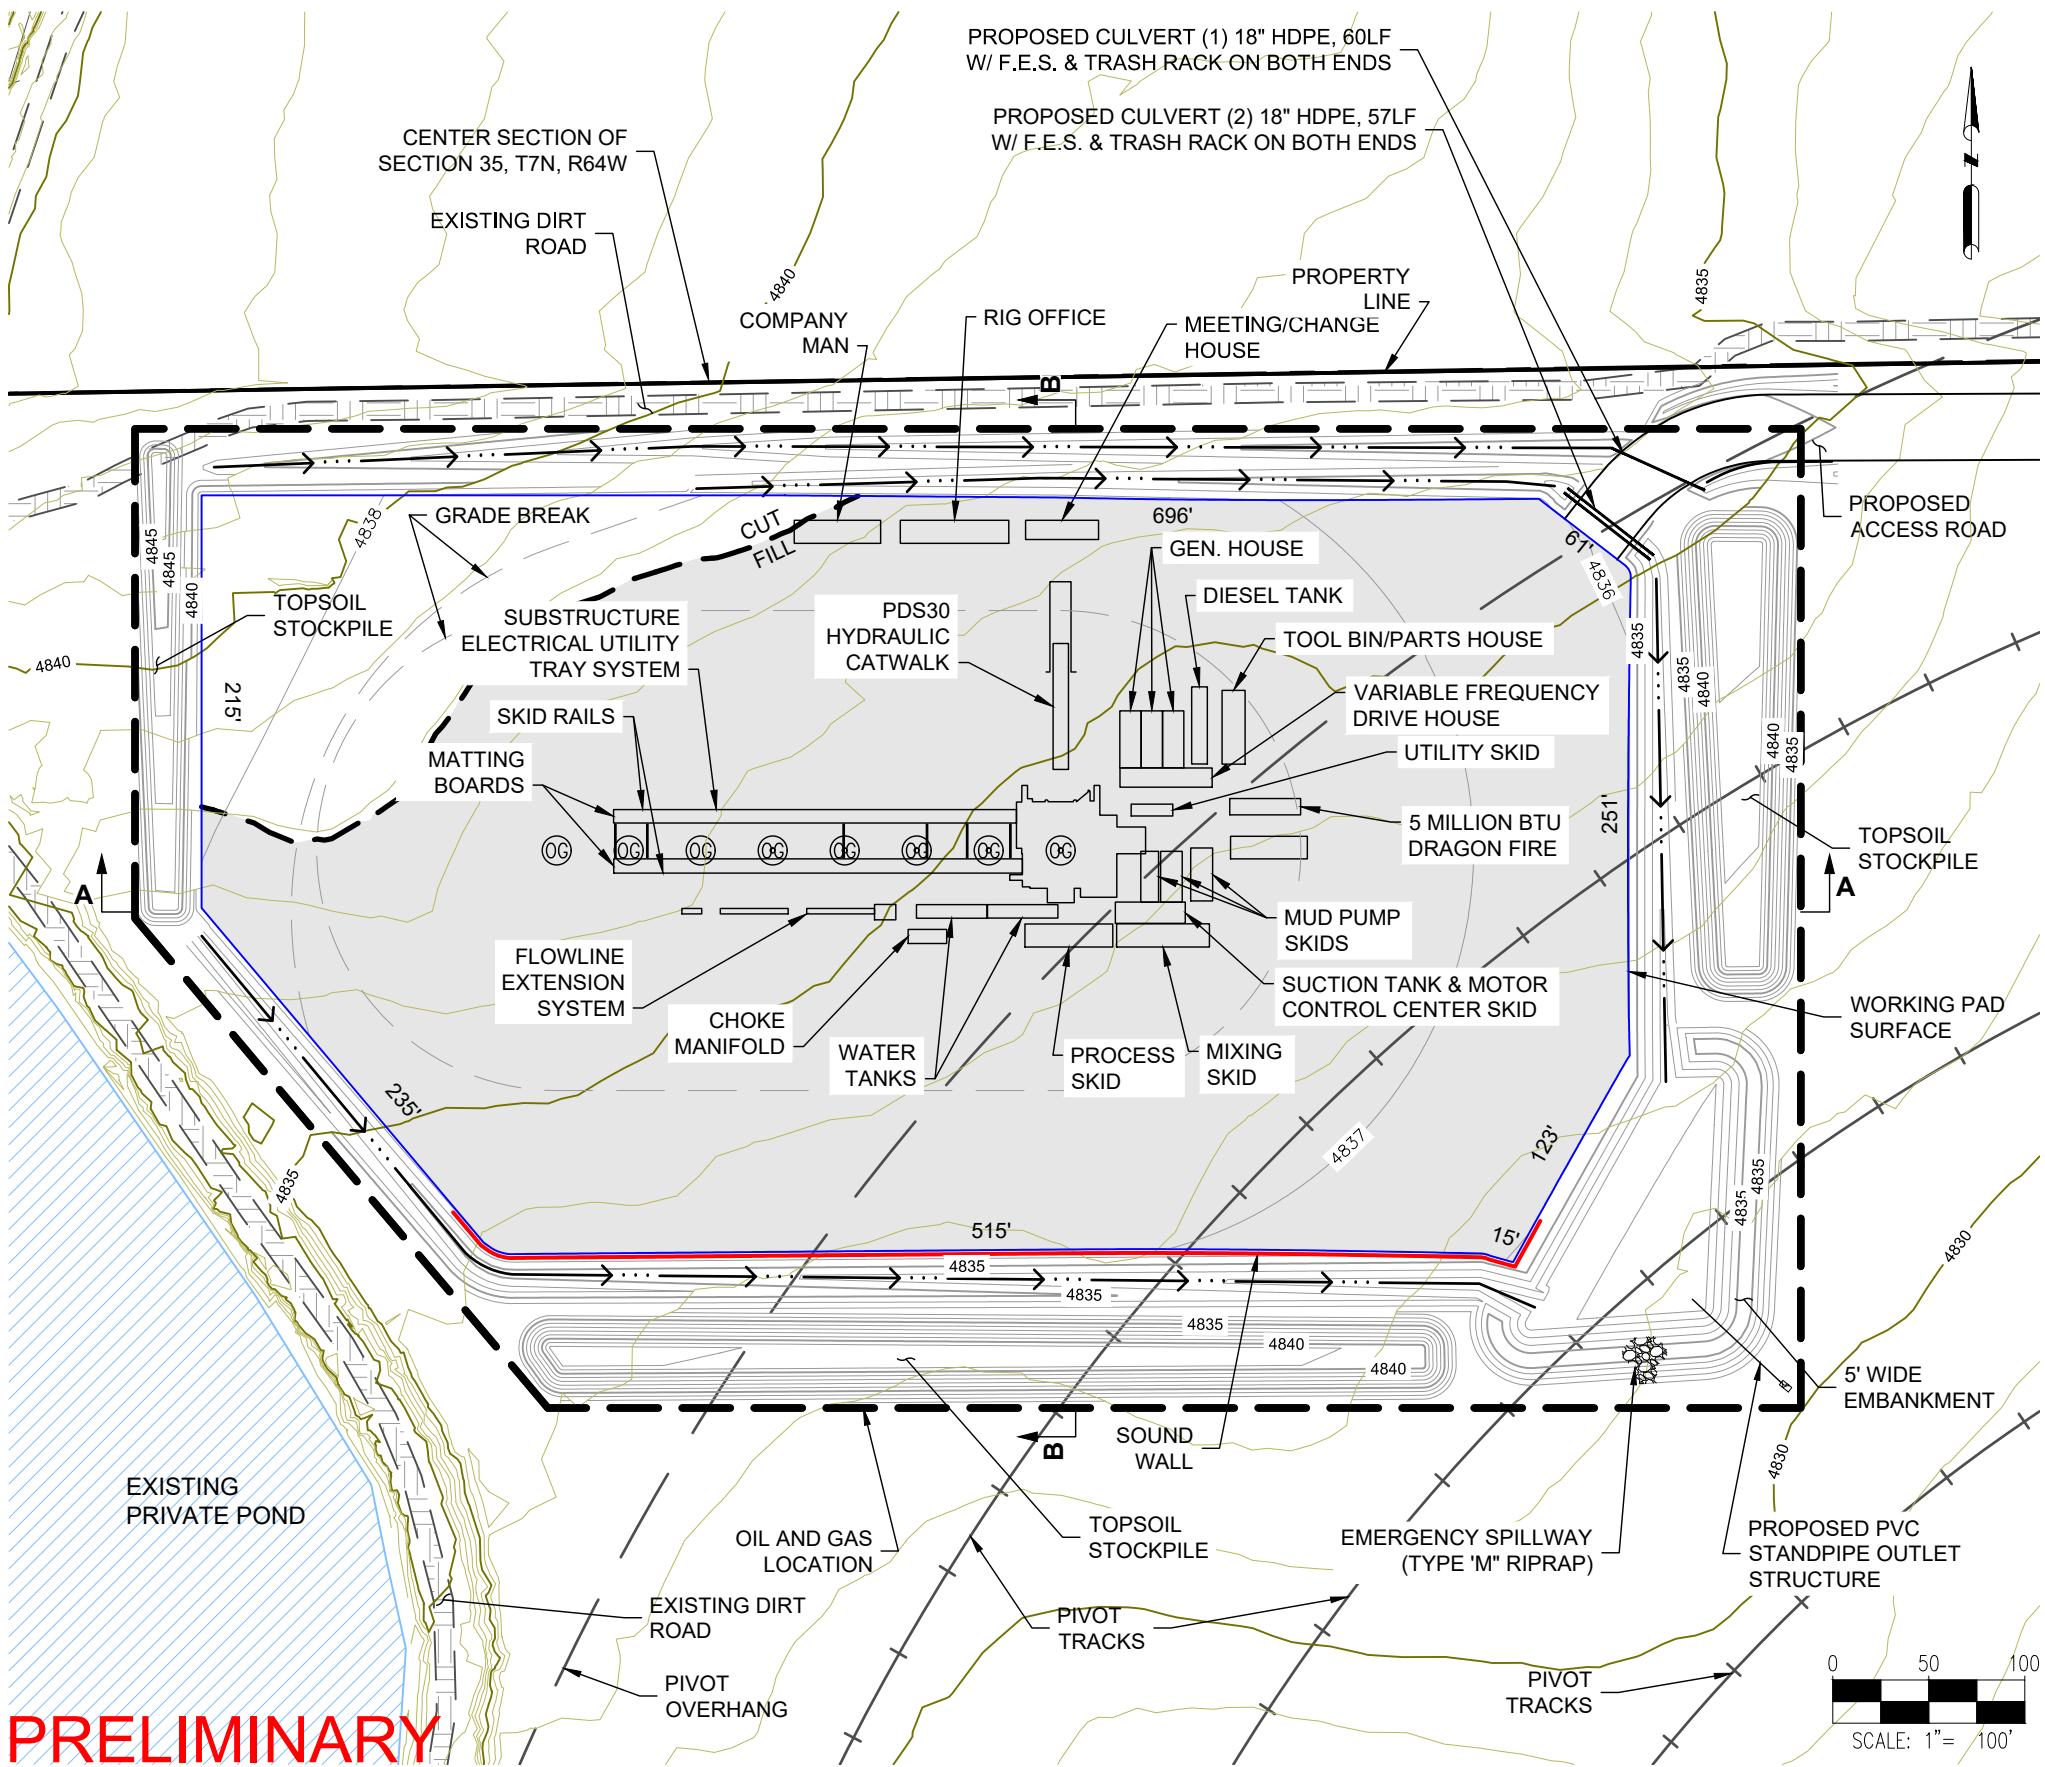 PROPOSED CULVERT (1) 18" HDPE, 60LF
W/ F.E.S. & TRASH RACK ON BOTH ENDS
PROPOSED CULVERT (2) 18" HDPE, 57LF
W/ F.E.S. & TRASH RACK ON BOTH ENDS
CENTER SECTION OF
SECTION 35, T7N, R64W
EXISTING DIRT
ROAD
4840
COMPANY
MAN
RIG OFFICE
MEETING/CHANGE
HOUSE
PROPERTY
LINE
4835
N
B
PROPOSED
ACCESS ROAD
GRADE BREAK
4838
CUT
FILL
696'
61'
4836
GEN. HOUSE
DIESEL TANK
TOOL BIN/PARTS HOUSE
VARIABLE FREQUENCY
DRIVE HOUSE
UTILITY SKID
5 MILLION BTU
DRAGON FIRE
4845
4845
4840
TOPSOIL
STOCKPILE
4840
215'
SUBSTRUCTURE
ELECTRICAL UTILITY
TRAY SYSTEM
PDS30
HYDRAULIC
CATWALK
SKID RAILS
MATTING
BOARDS
OG
OG
OG
OG
OG
OG
OG
OG
4835
4835
4840
4840
4835
251'
TOPSOIL
STOCKPILE
A
A
MUD PUMP
SKIDS
SUCTION TANK & MOTOR
CONTROL CENTER SKID
WORKING PAD
SURFACE
FLOWLINE
EXTENSION
SYSTEM
CHOKE
MANIFOLD
WATER
TANKS
PROCESS
SKID
MIXING
SKID
235'
4835
4837
123'
15'
515'
4835
4835
4835
4835
4835
4840
4840
4830
5' WIDE
EMBANKMENT
SOUND
WALL
B
4830
EXISTING
PRIVATE POND
OIL AND GAS
LOCATION
TOPSOIL
STOCKPILE
EMERGENCY SPILLWAY
(TYPE 'M" RIPRAP)
PROPOSED PVC
STANDPIPE OUTLET
STRUCTURE
EXISTING DIRT
ROAD
PIVOT
TRACKS
PIVOT
OVERHANG
PIVOT
TRACKS
0 50 100
SCALE: 1"= 100'
PRELIMINARY